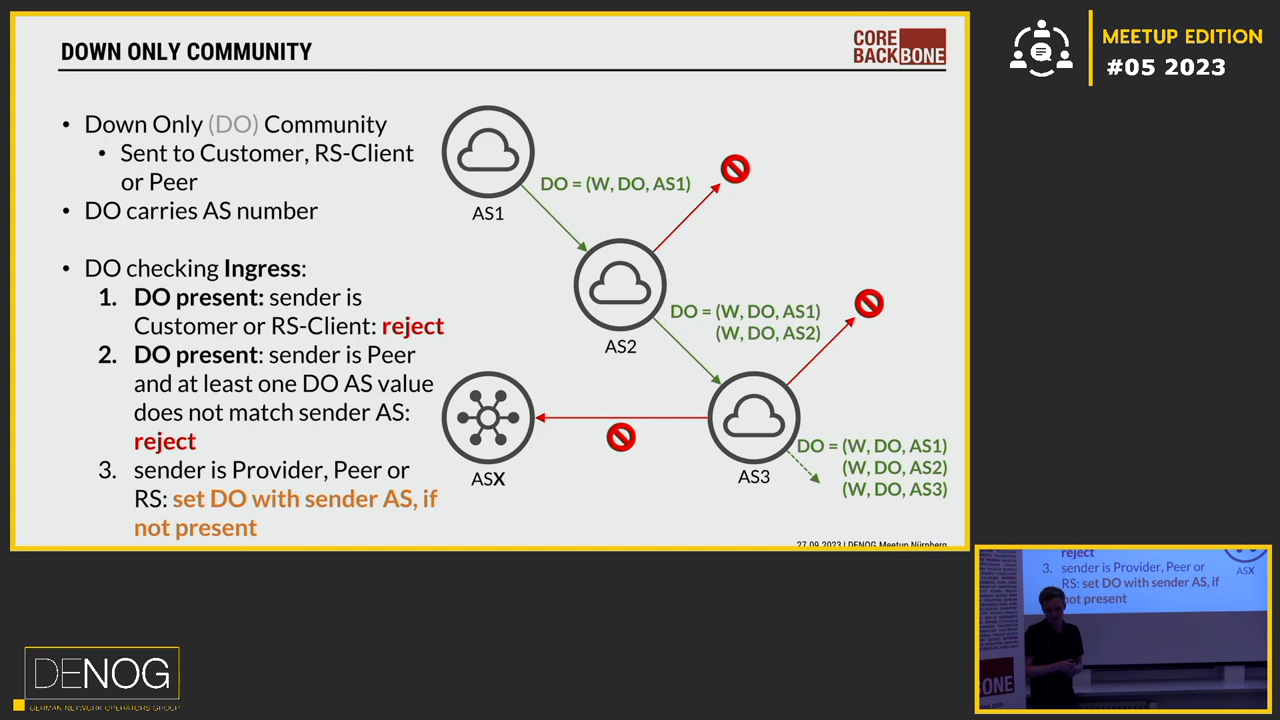 DOWN ONLY COMMUNITY
CORE
BACKBONE
MEETUP EDITION
#05 2023
• Down Only (DO) Community
• Sent to Customer, RS-Client
or Peer
• DO carries AS number
• DO checking Ingress:
1. DO present: sender is
Customer or RS-Client: reject
2. DO present: sender is Peer
and at least one DO AS value
does not match sender AS:
reject
3. sender is Provider, Peer or
RS: set DO with sender AS, if
not present
AS1
DO = (W, DO, AS1)
AS2
DO = (W, DO, AS1)
(W, DO, AS2)
ASX
AS3
DO = (W, DO, AS1)
(W, DO, AS2)
(W, DO, AS3)
27.09.2023 | DENOG Meetup Nürnberg
reject
3. sender is Provider, Peer or
RS: set DO with sender AS, if
not present
ASX
BONE
DENOG
GERMAN NETWORK OPERATORS GROUP